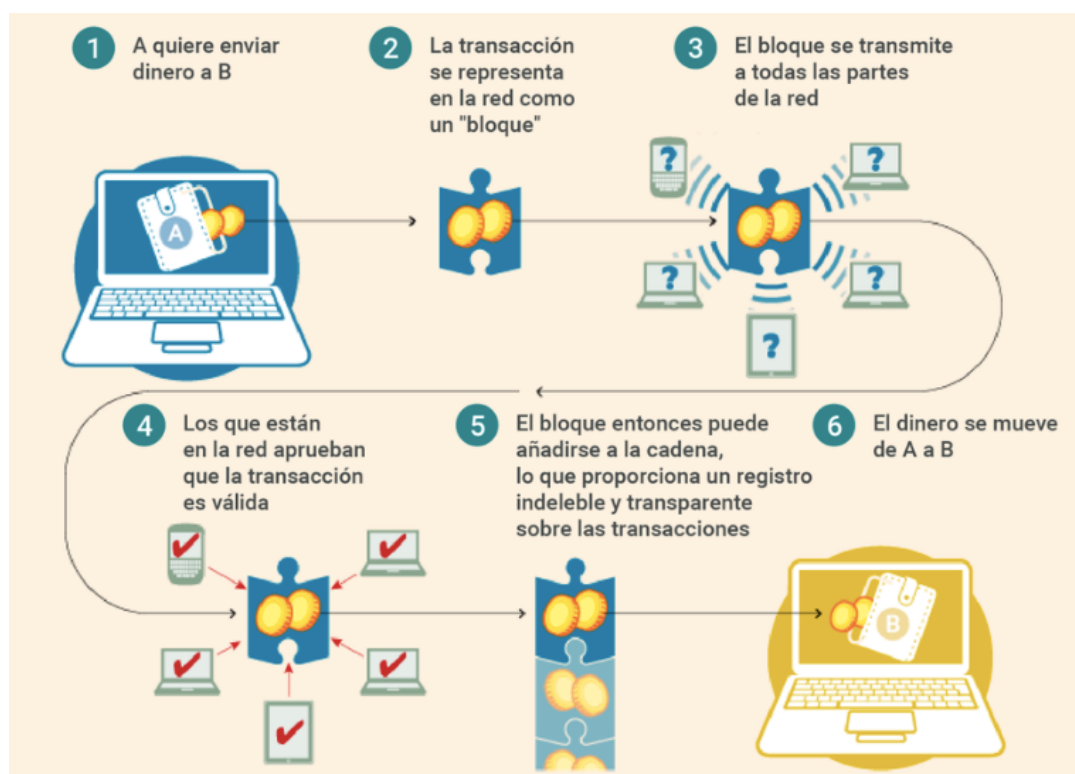 1
A quiere enviar
dinero a B
2
La transacción
se representa
en la red como
un "bloque"
3
El bloque se transmite
a todas las partes
de la red
A
?
?
?
?
?
4
Los que están
en la red aprueban
que la transacción
es válida
5
El bloque entonces puede
añadirse a la cadena,
lo que proporciona un registro
indeleble y transparente
sobre las transacciones
6
El dinero se mueve
de A a B
B